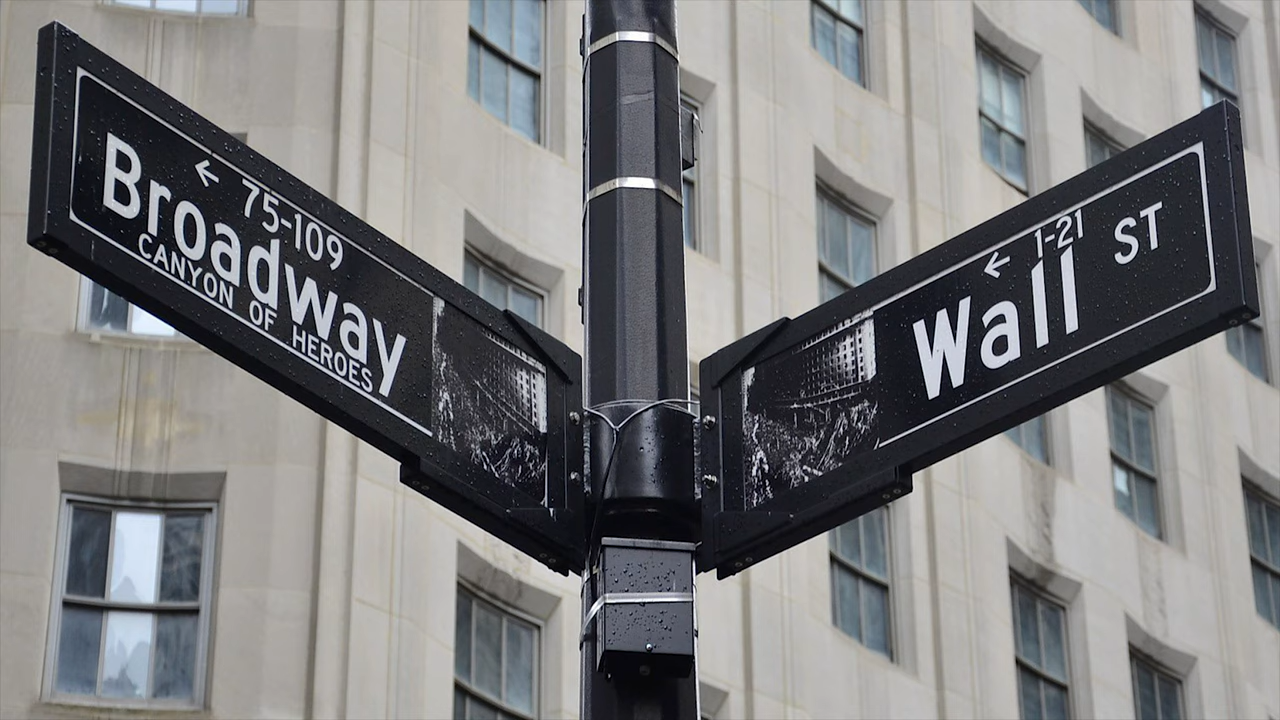 ← 75-109
Broadway
CANYON OF HEROES
← 1-21
Wall ST